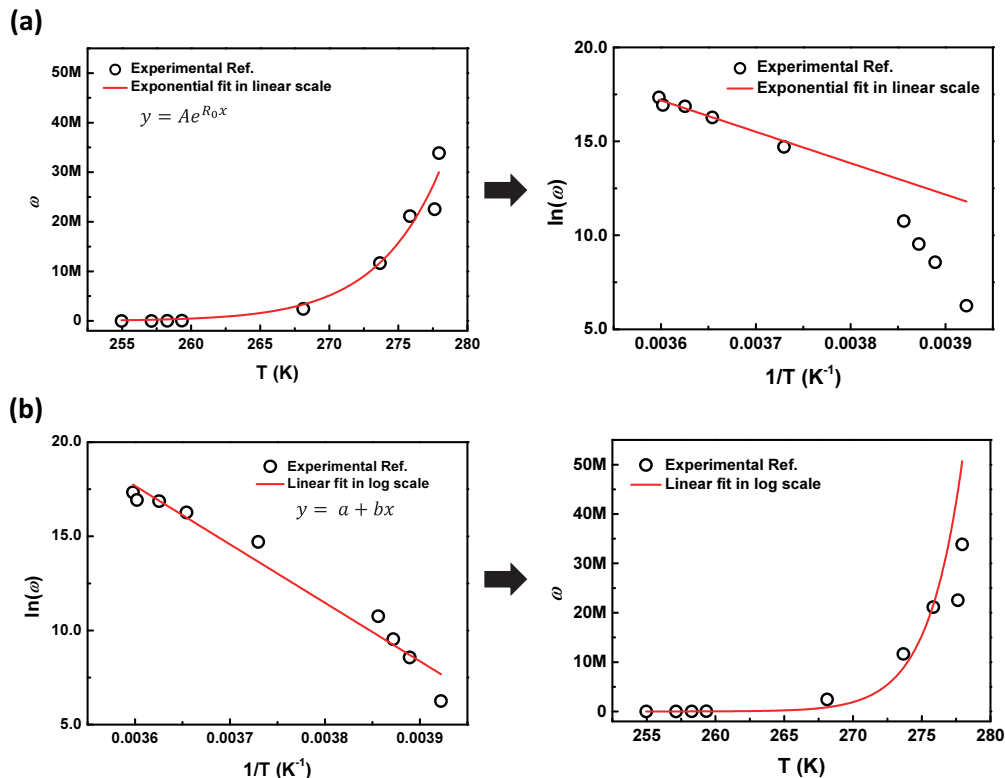 (a)
50M
40M
30M
20M
10M
0
ω
255 260 265 270 275 280
T (K)
Experimental Ref.
Exponential fit in linear scale
y = Ae^{R₀x}
20.0
15.0
10.0
5.0
ln(ω)
0.0036 0.0037 0.0038 0.0039
1/T (K⁻¹)
Experimental Ref.
Exponential fit in linear scale
(b)
20.0
15.0
10.0
5.0
ln(ω)
0.0036 0.0037 0.0038 0.0039
1/T (K⁻¹)
Experimental Ref.
Linear fit in log scale
y = a + bx
50M
40M
30M
20M
10M
0
ω
255 260 265 270 275 280
T (K)
Experimental Ref.
Linear fit in log scale